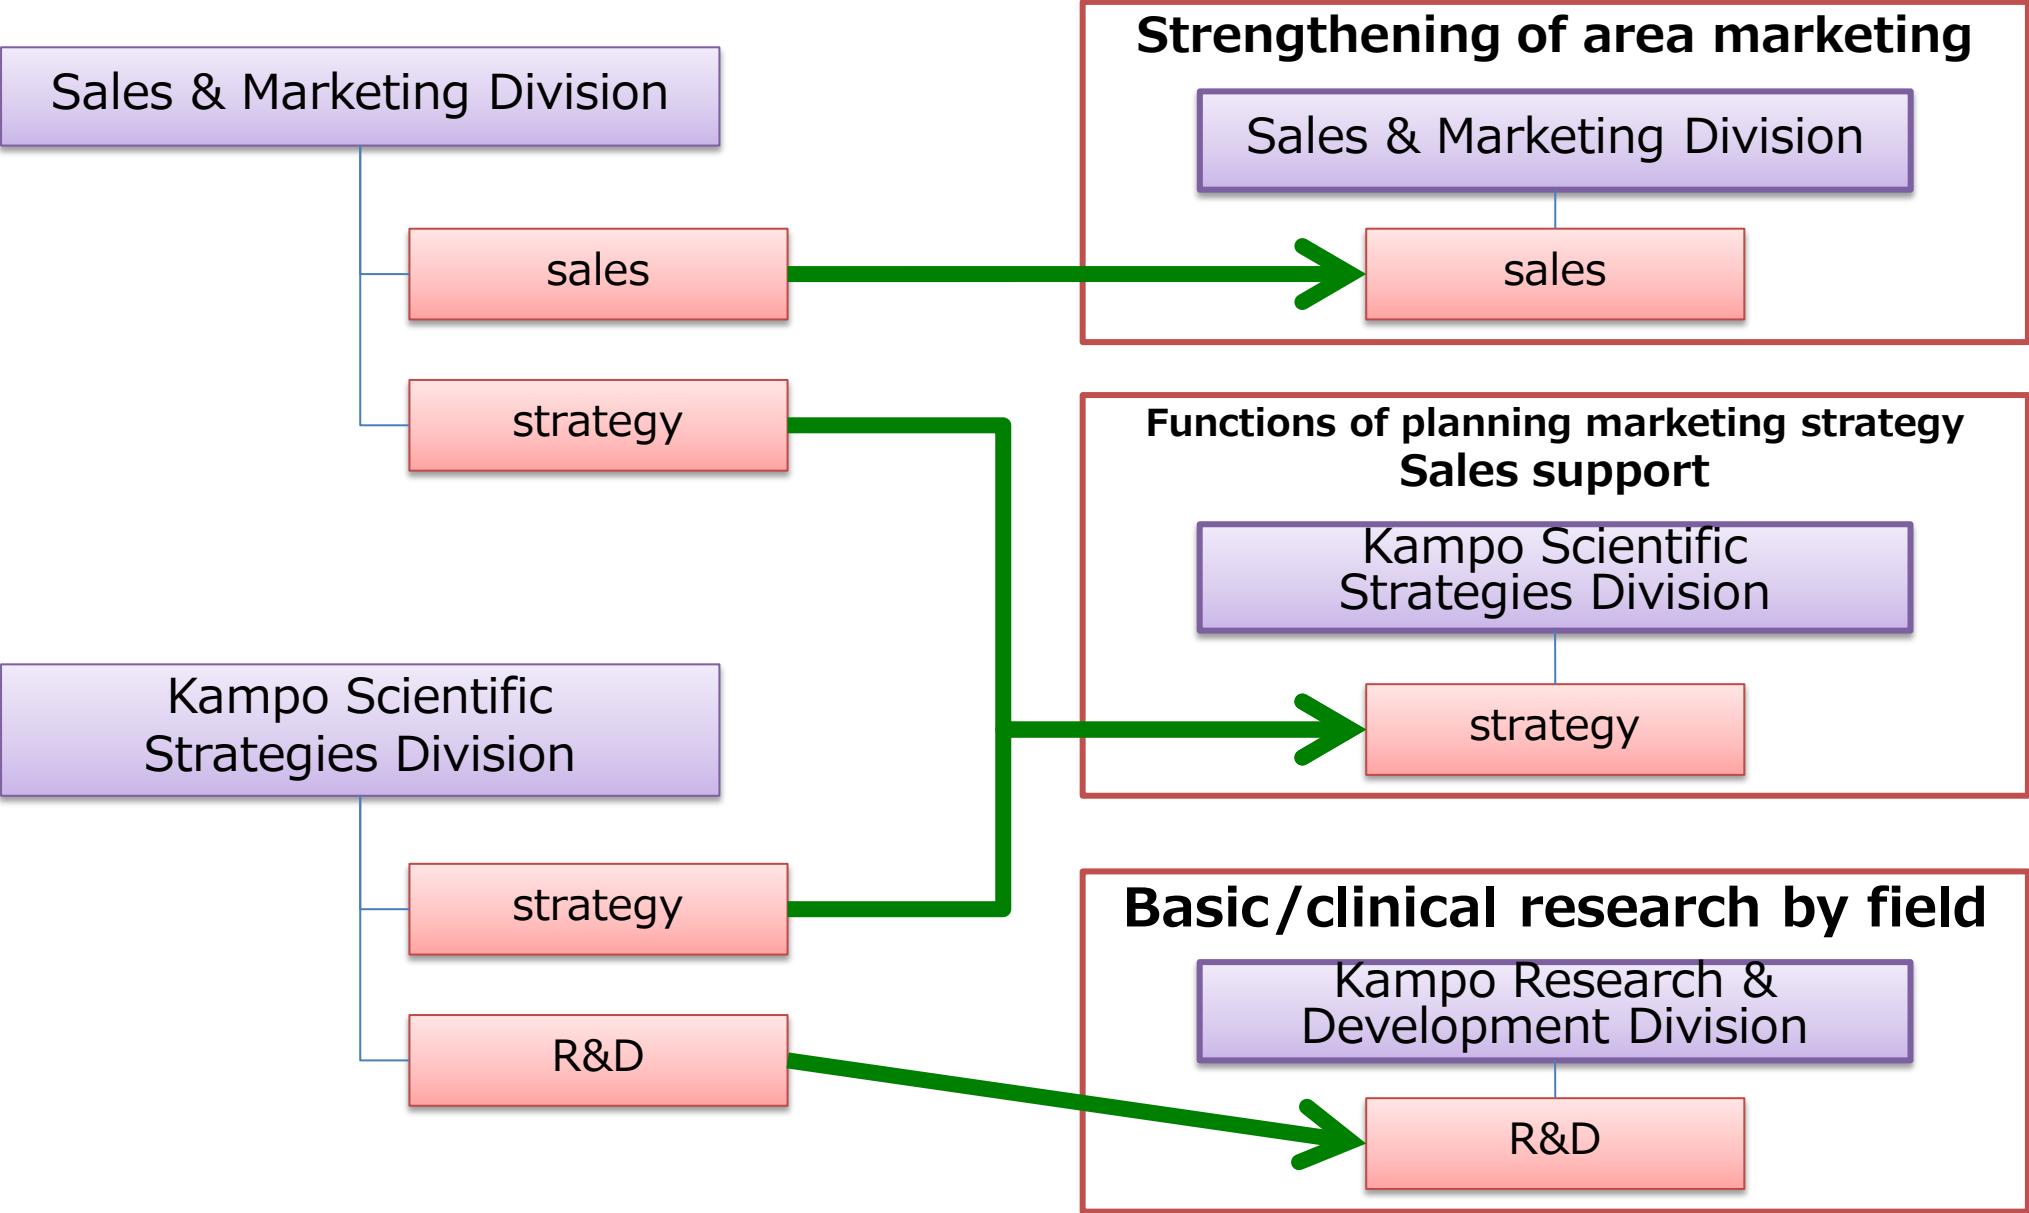 Sales & Marketing Division
sales
strategy
Kampo Scientific
Strategies Division
strategy
R&D
Strengthening of area marketing
Sales & Marketing Division
sales
Functions of planning marketing strategy
Sales support
Kampo Scientific
Strategies Division
strategy
Basic/clinical research by field
Kampo Research &
Development Division
R&D